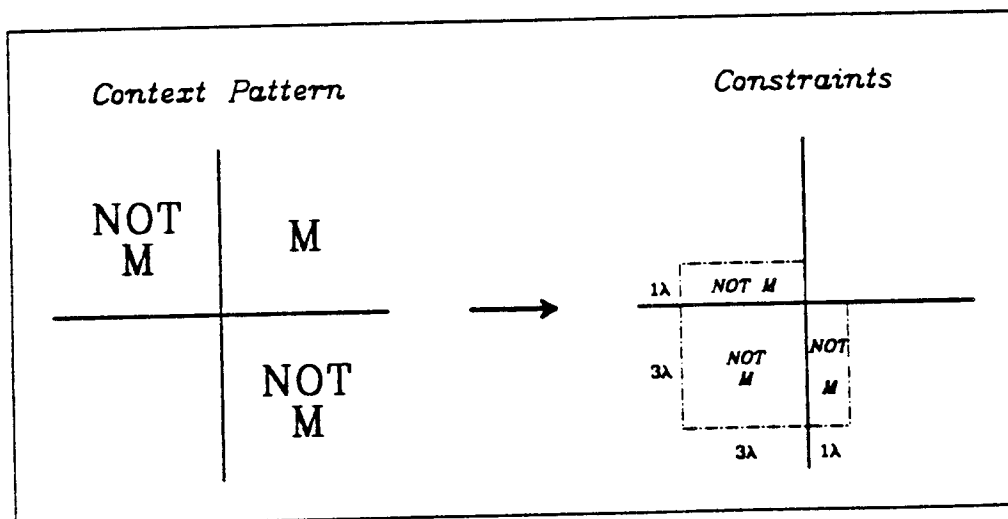 Context Pattern
NOT
M
M
NOT
M
Constraints
1λ
NOT M
3λ
NOT
M
NOT
M
3λ
1λ